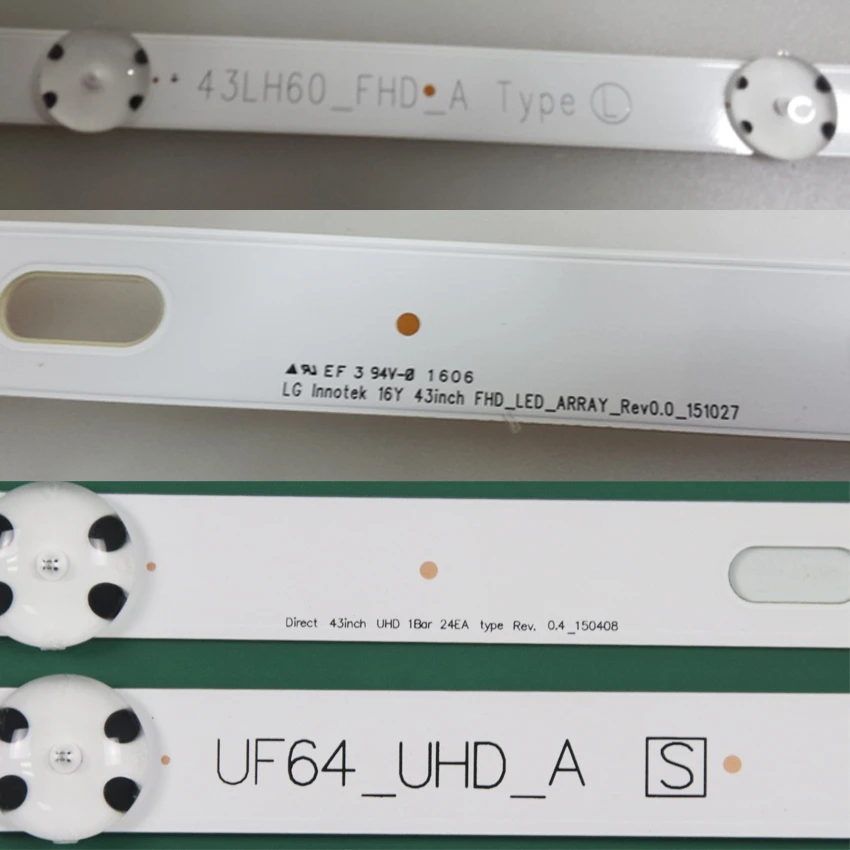 43LH60_FHD_A Type Ⓛ
EF 3 94V-0 1606
LG Innotek 16Y 43inch FHD_LED_ARRAY_Rev0.0_151027
Direct 43inch UHD 1Bar 24EA type Rev. 0.4_150408
UF64_UHD_A S